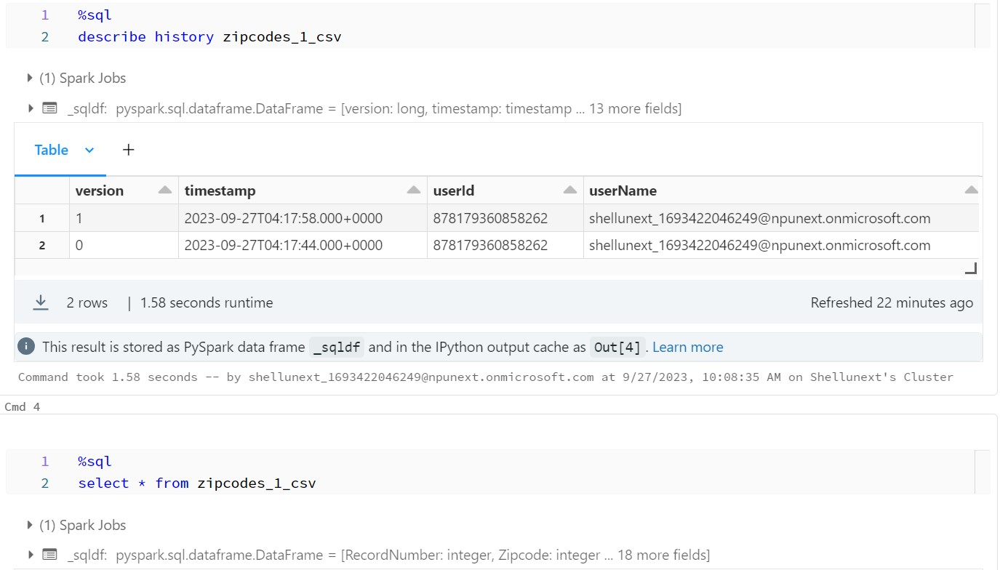 1 %sql
2 describe history zipcodes_1_csv
(1) Spark Jobs
_sqldf: pyspark.sql.dataframe.DataFrame = [version: long, timestamp: timestamp ... 13 more fields]
Table +
version timestamp userId userName
1 1 2023-09-27T04:17:58.000+0000 878179360858262 shellunext_1693422046249@npunext.onmicrosoft.com
2 0 2023-09-27T04:17:44.000+0000 878179360858262 shellunext_1693422046249@npunext.onmicrosoft.com
2 rows | 1.58 seconds runtime Refreshed 22 minutes ago
This result is stored as PySpark data frame _sqldf and in the IPython output cache as Out[4]. Learn more
Command took 1.58 seconds -- by shellunext_1693422046249@npunext.onmicrosoft.com at 9/27/2023, 10:08:35 AM on Shellunext's Cluster
Cmd 4
1 %sql
2 select * from zipcodes_1_csv
(1) Spark Jobs
_sqldf: pyspark.sql.dataframe.DataFrame = [RecordNumber: integer, Zipcode: integer ... 18 more fields]